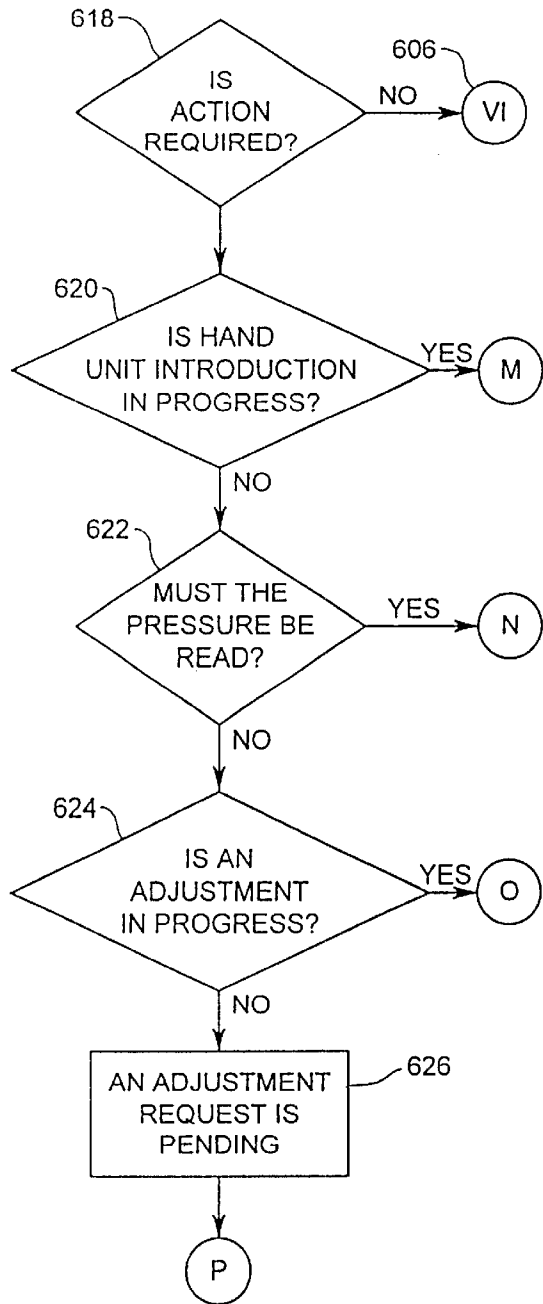 618
IS
ACTION
REQUIRED?
NO
606
VI
620
IS HAND
UNIT INTRODUCTION
IN PROGRESS?
YES
M
NO
622
MUST THE
PRESSURE BE
READ?
YES
N
NO
624
IS AN
ADJUSTMENT
IN PROGRESS?
YES
O
NO
626
AN ADJUSTMENT
REQUEST IS
PENDING
P